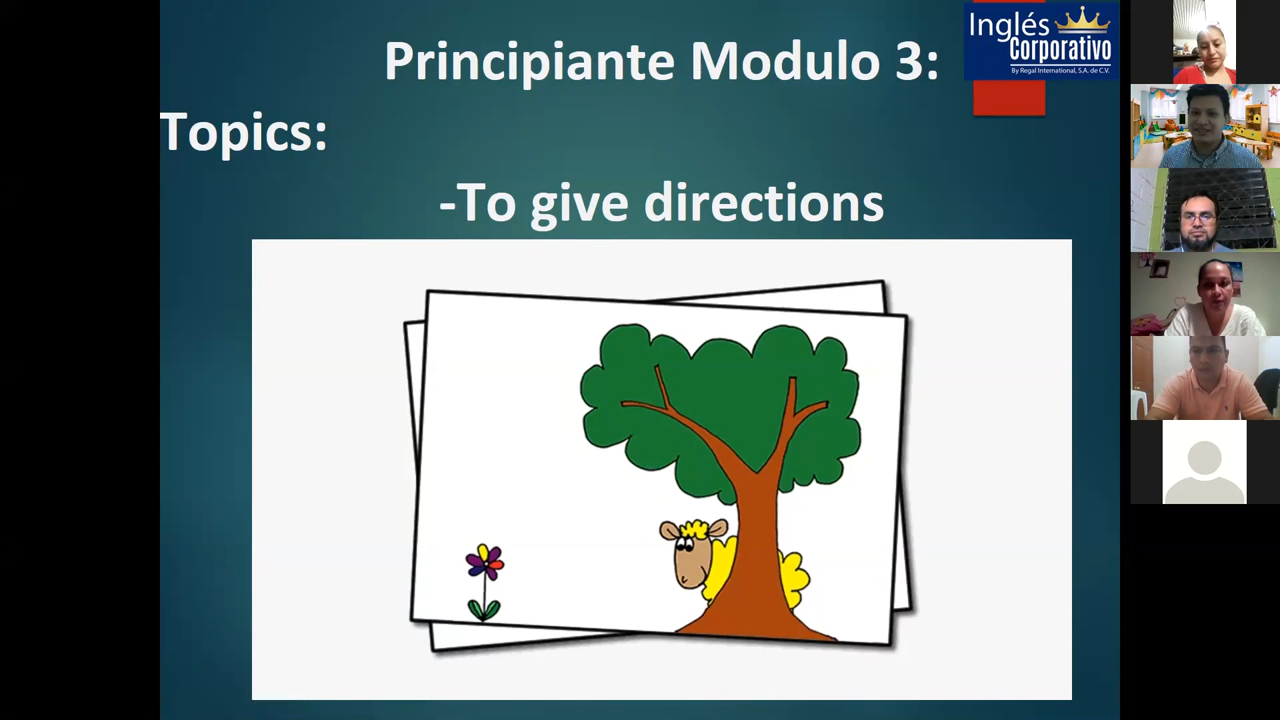 Principiante Modulo 3:
Inglés
Corporativo
By Regal International, S.A. de C.V.
Topics:
-To give directions